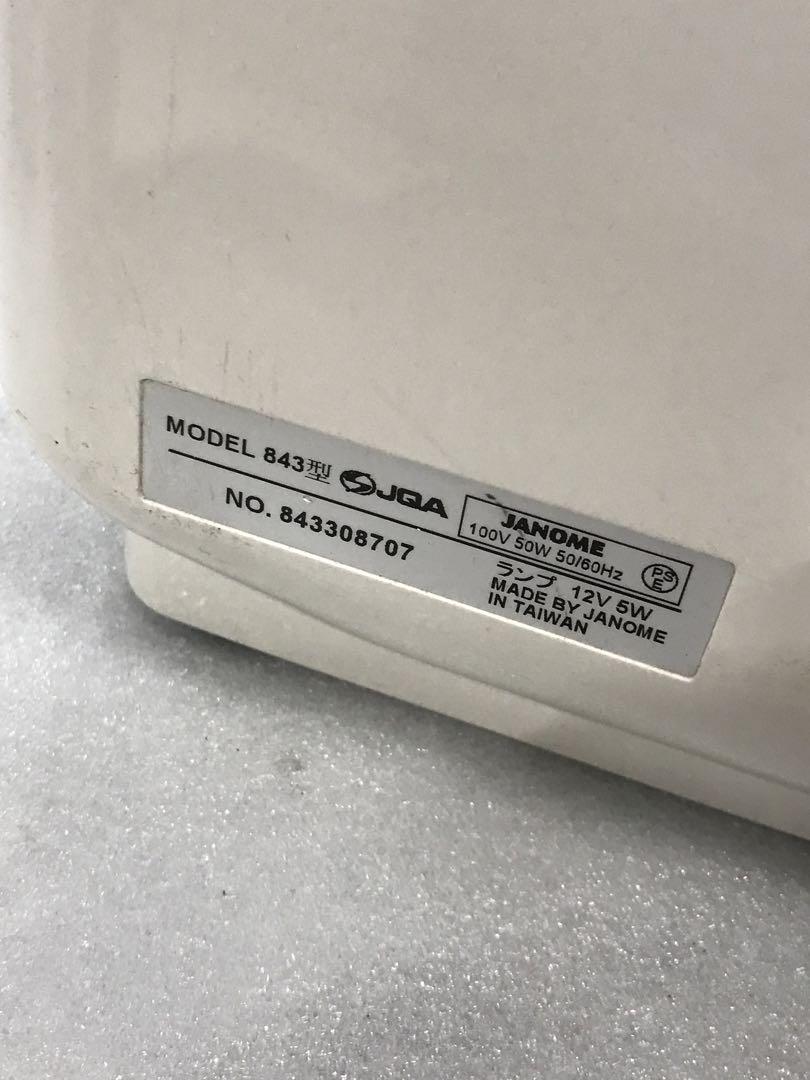 MODEL 843型 JQA
NO. 843308707
JANOME
100V 50W 50/60Hz
PSE
ランプ 12V 5W
MADE BY JANOME
IN TAIWAN